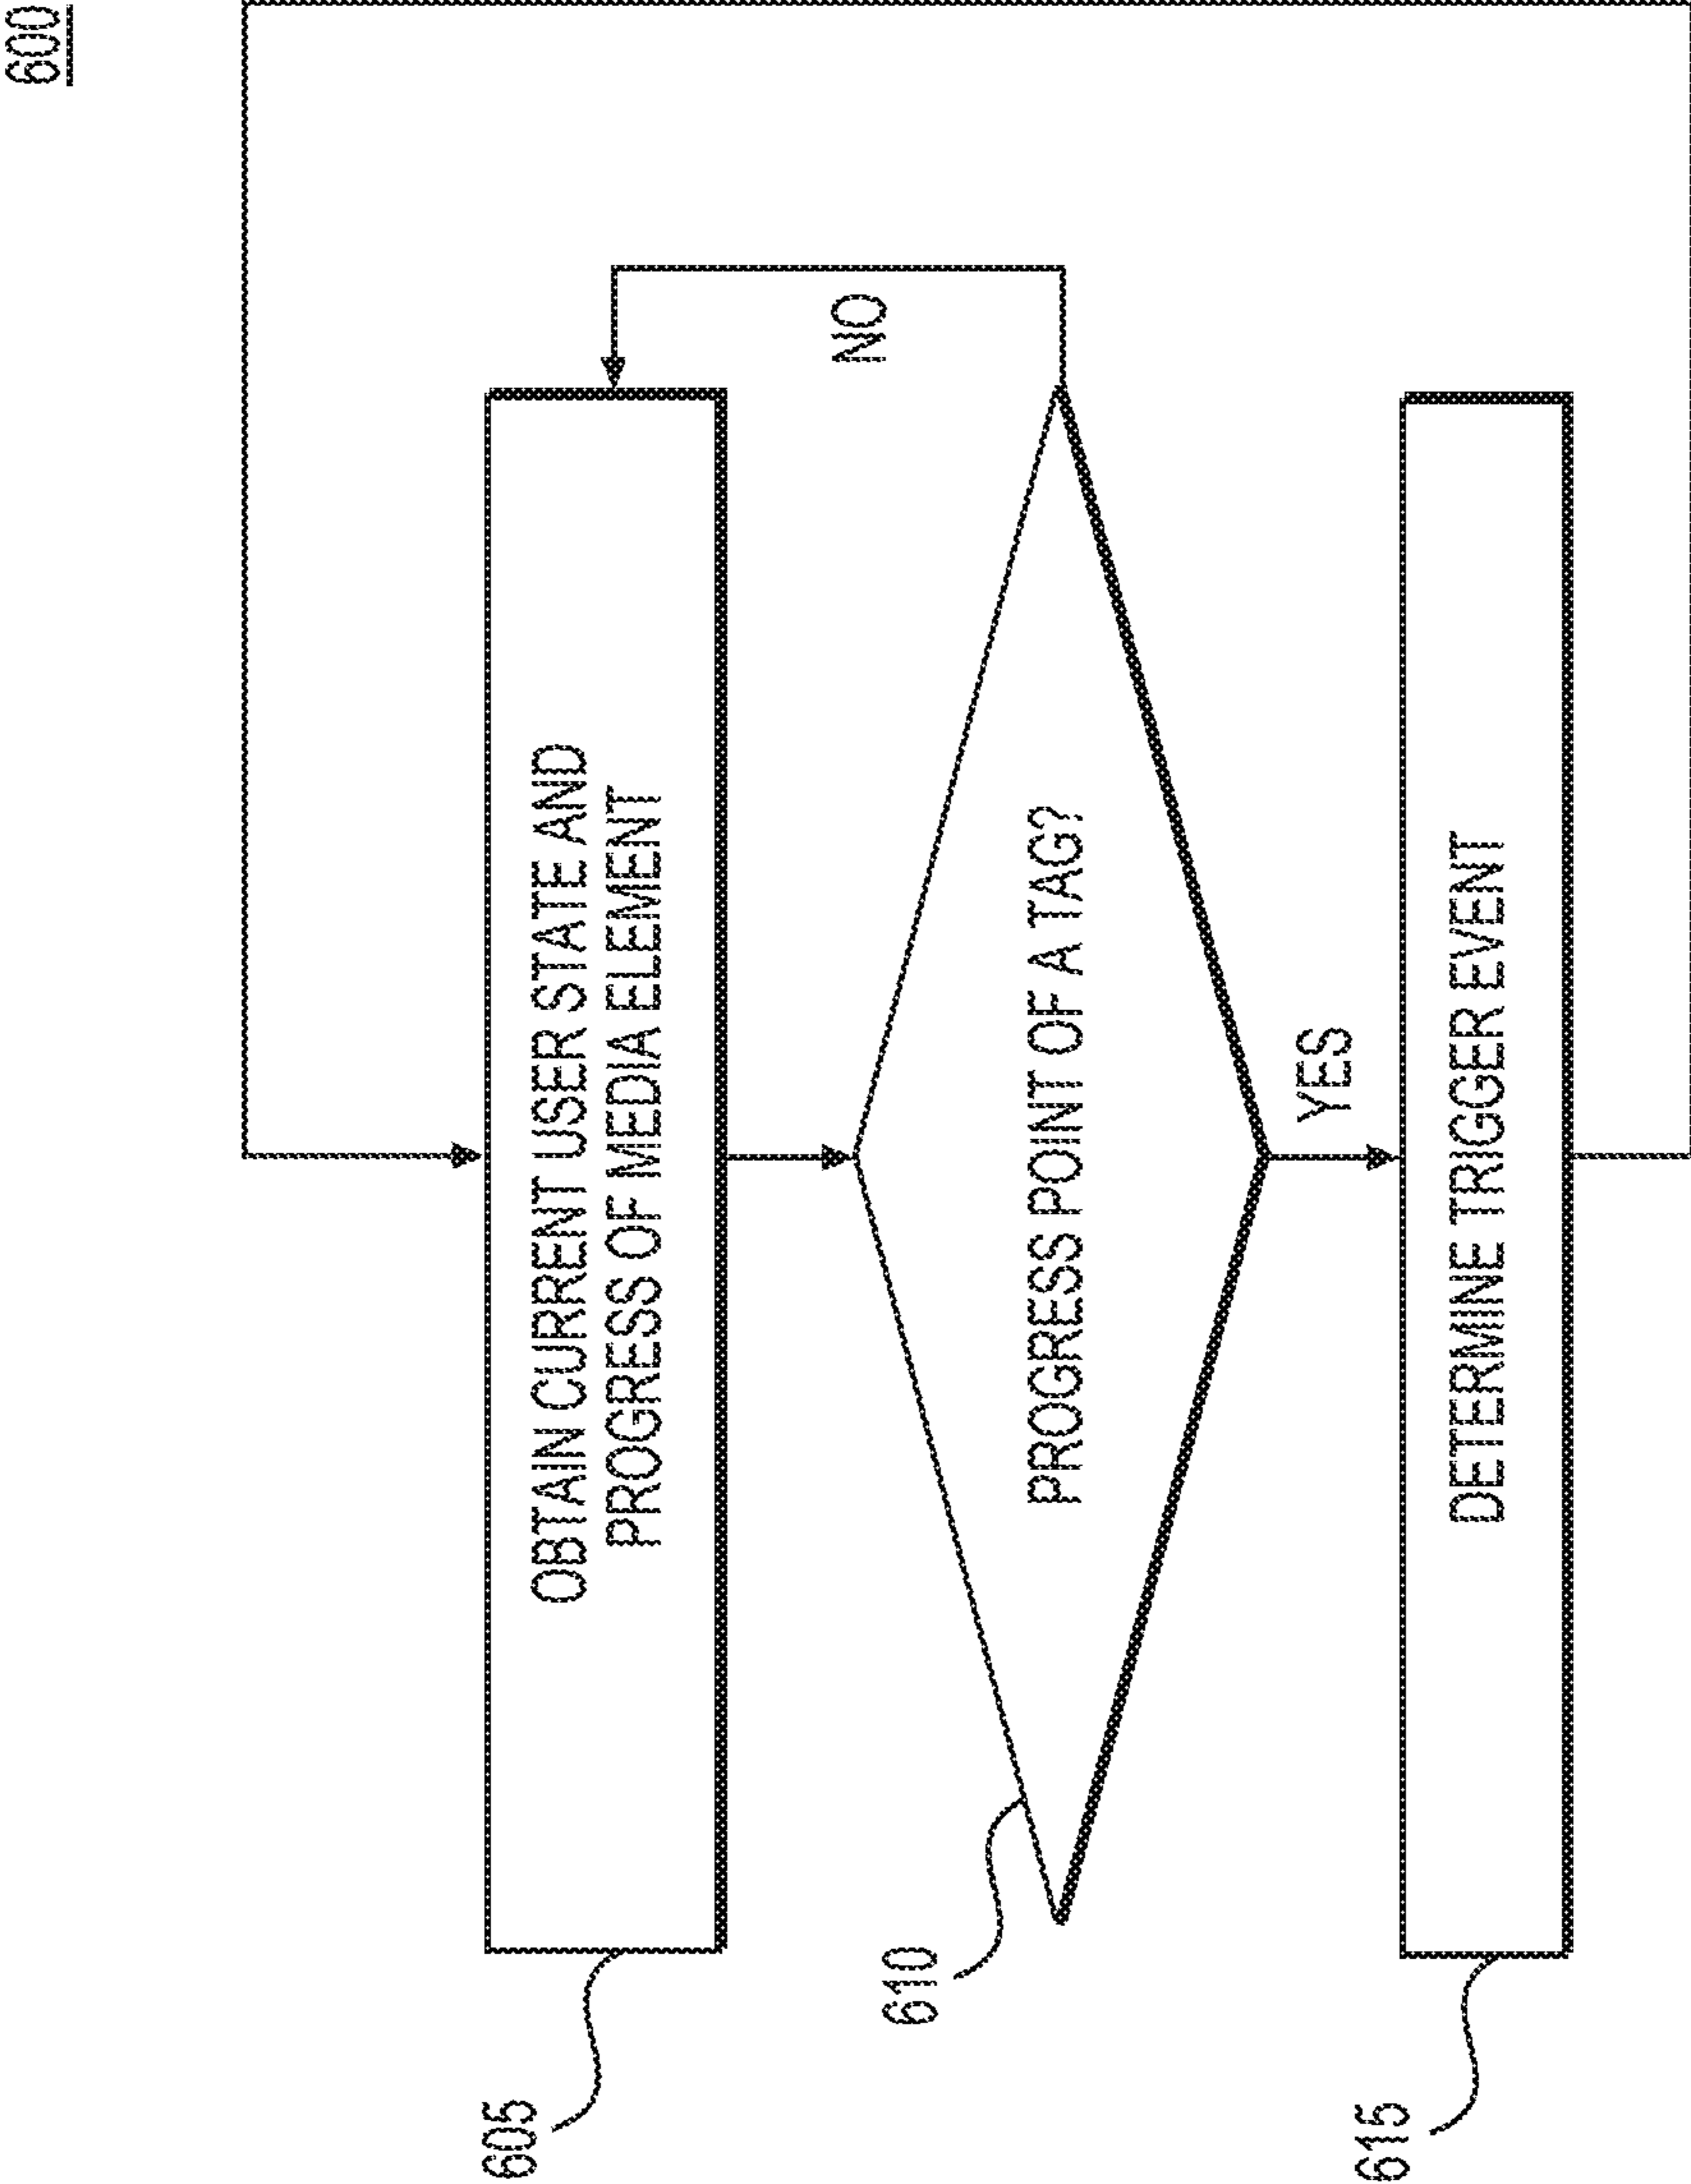 600
605
OBTAIN CURRENT USER STATE AND
PROGRESS OF MEDIA ELEMENT
NO
610
PROGRESS POINT OF A TAG?
YES
615
DETERMINE TRIGGER EVENT